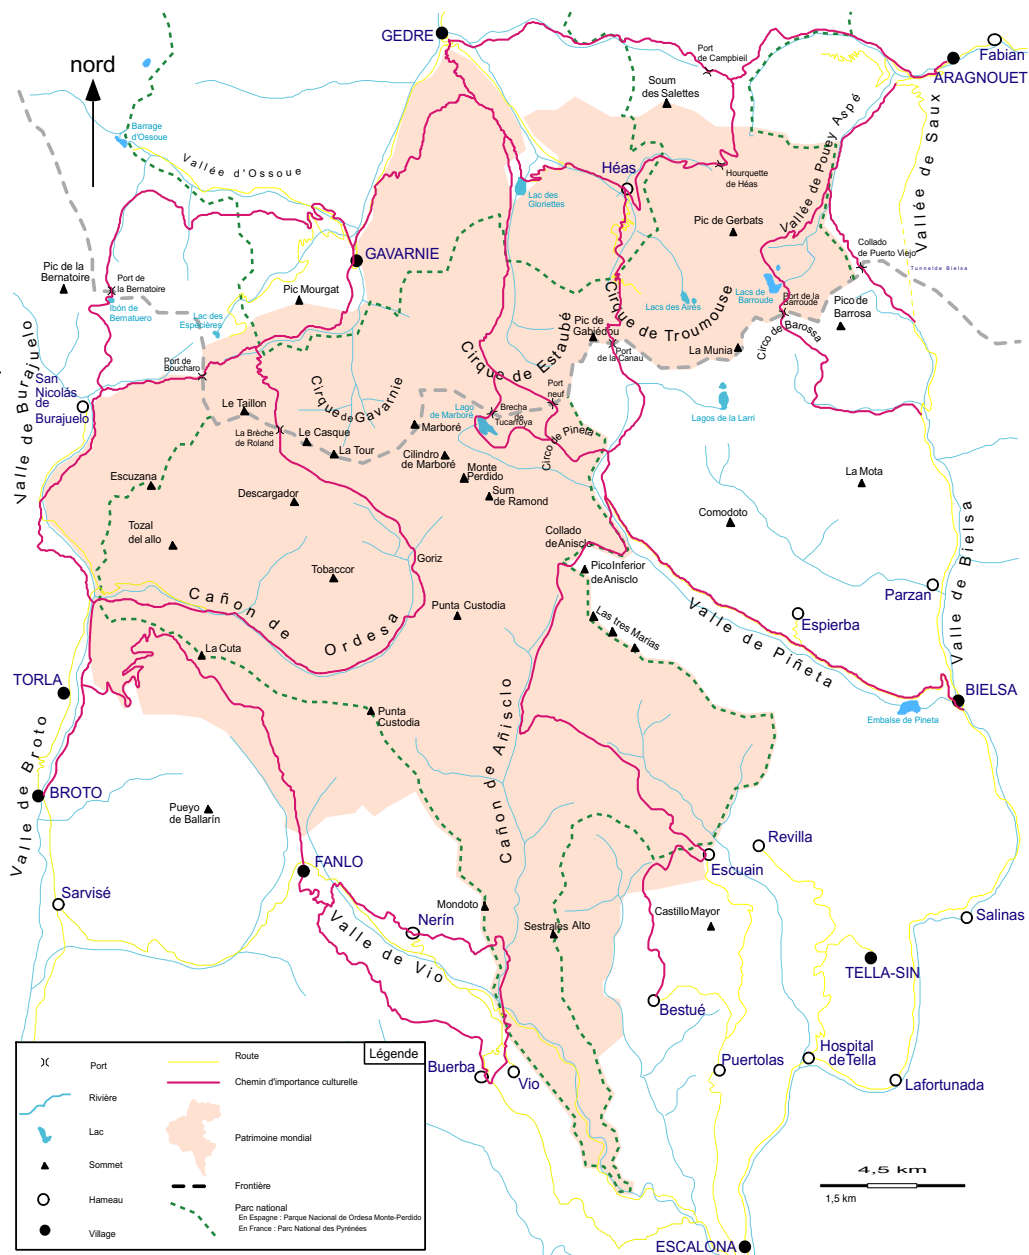 GEDRE
Fabian
ARAGNOUET
Port
de Campbieil
nord
Soum
des Salettes
Barrage
d'Ossoue
Vallée d'Ossoue
Vallée de Pouey Aspé
Vallée de Saux
Héas
Hourquette
de Héas
Lac des
Gloriettes
Pic de Gerbats
GAVARNIE
Collado
de Puerto Viejo
Tunnelde Bielsa
Pic de la
Bernatoire
Port de
la Bernatoire
Ibón de
Bernatuero
Pic Mourgat
Lac des
Espécières
Lacs de
Barroude
Lacs des Aires
Port de la
Barroude
Pico de
Barrosa
Cirque de Troumouse
Circo de Barossa
Pic de
Gabiédou
Port
de la Canau
La Munia
Cirque de Estaubé
Port de
Boucharo
Valle de Burajuelo
San
Nicolás
de
Burajuelo
Cirque de Gavarnie
Port
neuf
Lagos de la Larri
Le Taillon
La Brèche
de Roland
Le Casque
La Tour
Marboré
Lago
de Marboré
Brecha
de
Tucarroya
Circo de Pineta
Cilindro
de Marboré
Monte
Perdido
Sum
de Ramond
Escuzana
Descargador
La Mota
Comodoto
Tozal
del allo
Collado
de Anisclo
Goriz
Tobaccor
Pico Inferior
de Anisclo
Cañon de Ordesa
Punta Custodia
Las tres Marias
Valle de Piñeta
Espierba
Parzan
Valle de Bielsa
La Cuta
TORLA
Punta
Custodia
Cañon de Añisclo
BIELSA
Embalse de Pineta
Valle de Broto
BROTO
Pueyo
de Ballarín
Revilla
FANLO
Escuain
Sarvisé
Mondoto
Nerín
Valle de Vio
Sestrales Alto
Castillo Mayor
Salinas
TELLA-SIN
Bestué
Buerba
Vio
Puertolas
Hospital
de Tella
Lafortunada
4,5 km
1,5 km
ESCALONA
Légende
Port
Route
Chemin d'importance culturelle
Rivière
Lac
Patrimoine mondial
Sommet
Frontière
Hameau
Parc national
En Espagne : Parque Nacional de Ordesa Monte-Perdido
En France : Parc National des Pyrénées
Village